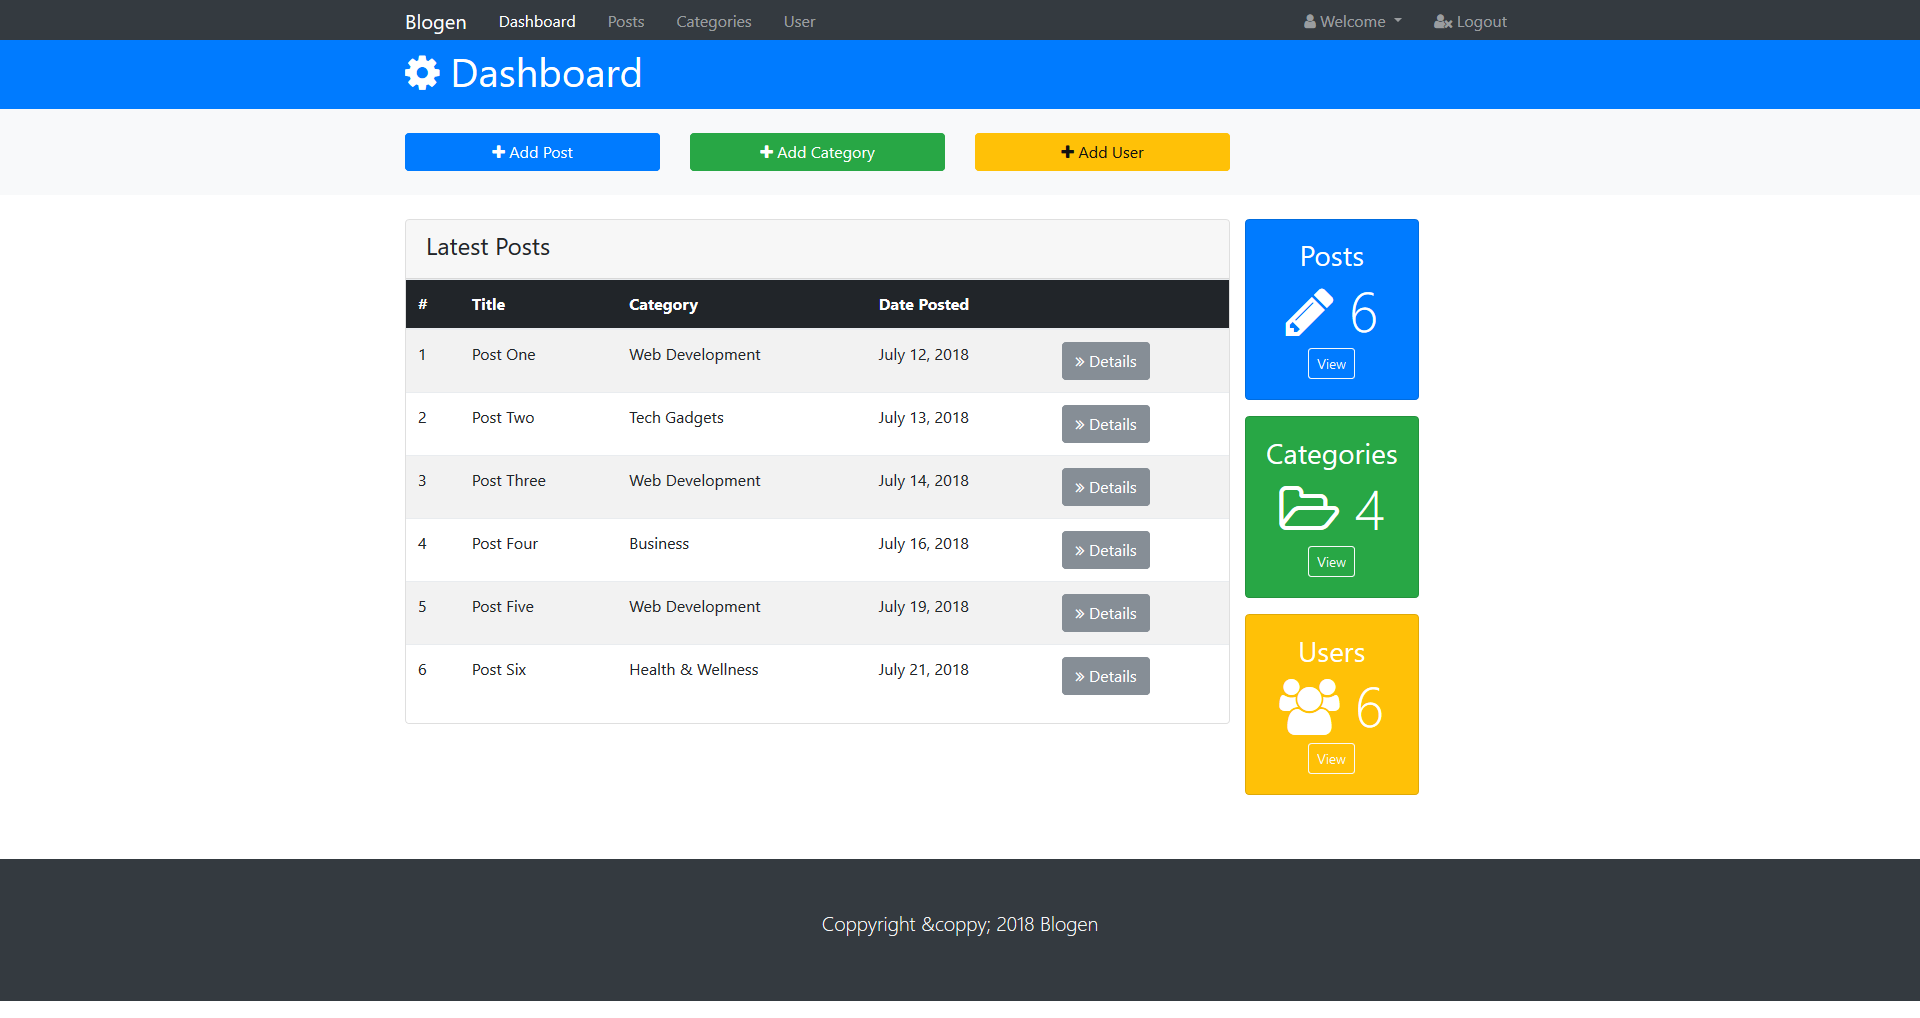 Blogen Dashboard Posts Categories User Welcome Logout
Dashboard
Add Post Add Category Add User
Latest Posts
# Title Category Date Posted
1 Post One Web Development July 12, 2018 » Details
2 Post Two Tech Gadgets July 13, 2018 » Details
3 Post Three Web Development July 14, 2018 » Details
4 Post Four Business July 16, 2018 » Details
5 Post Five Web Development July 19, 2018 » Details
6 Post Six Health & Wellness July 21, 2018 » Details
Posts
6
View
Categories
4
View
Users
6
View
Coppyright &coppy; 2018 Blogen